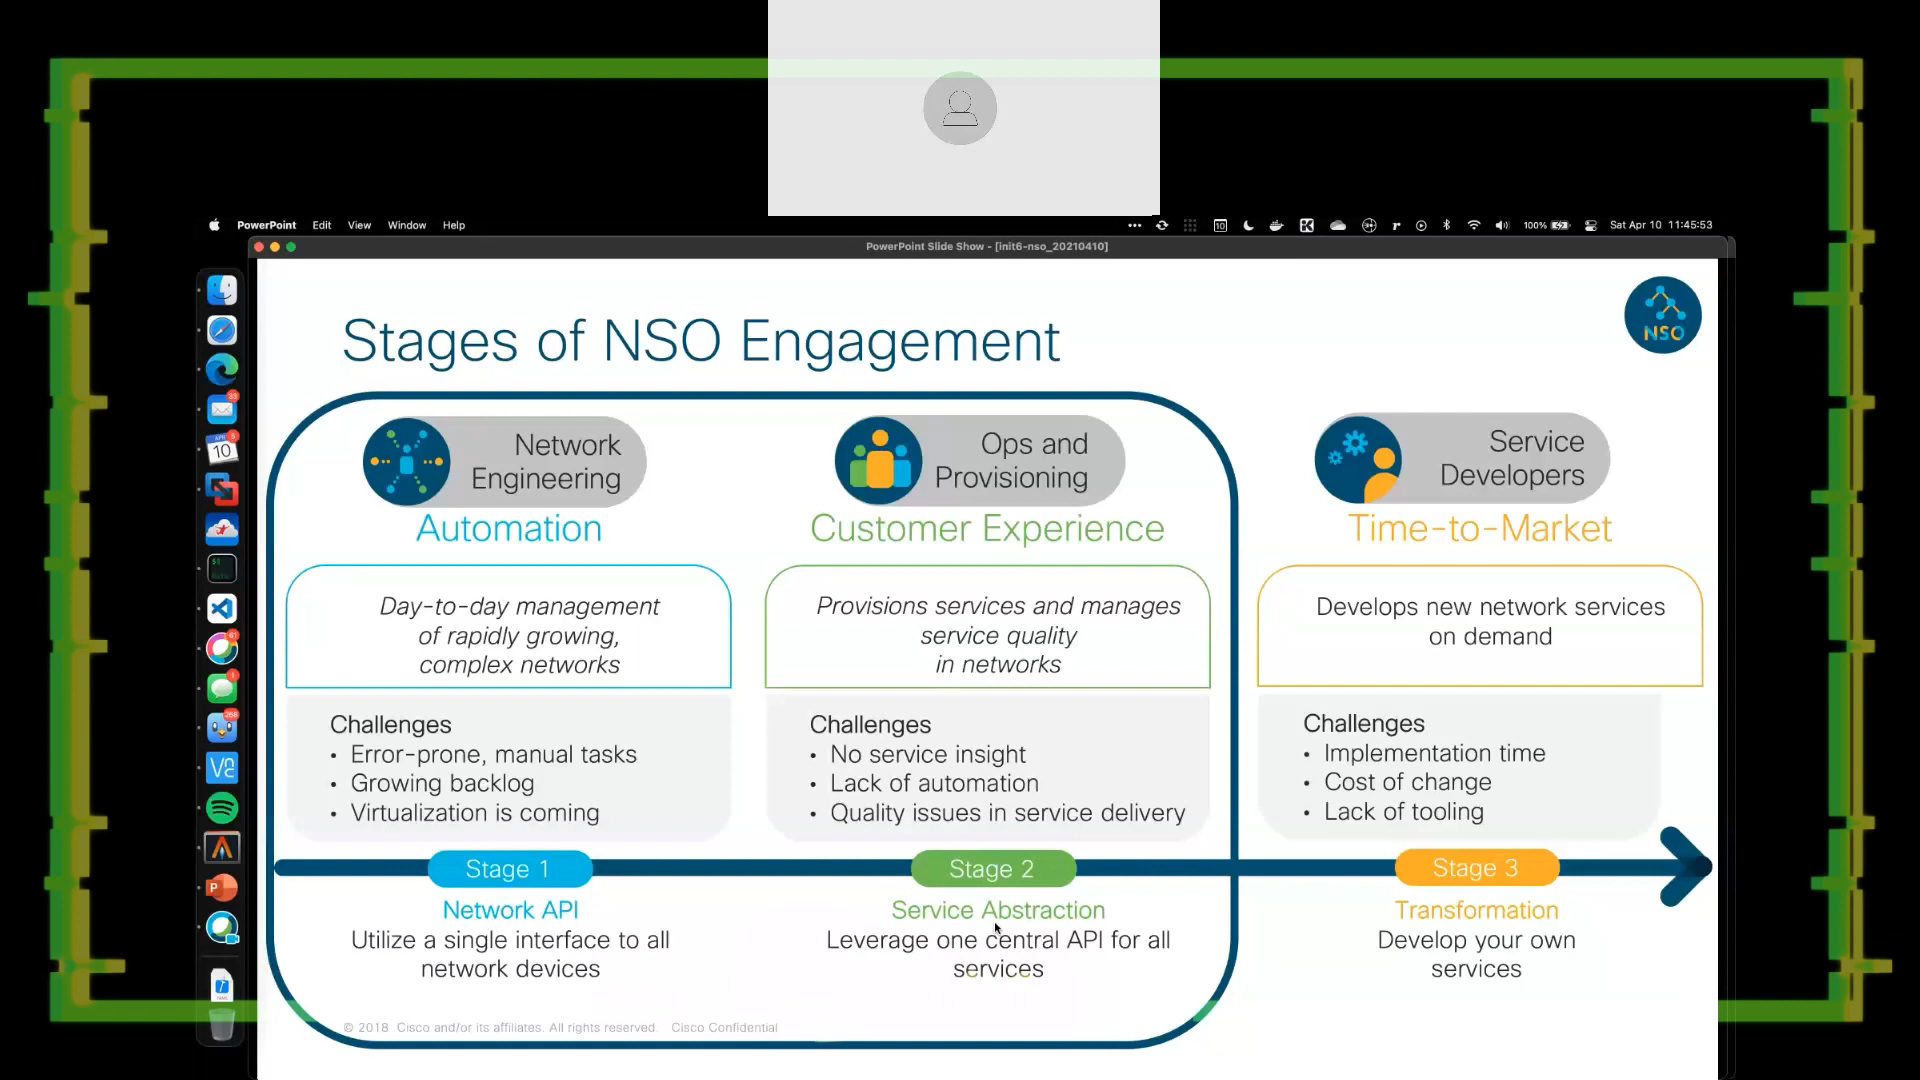 PowerPoint Edit View Window Help
10
100%
Sat Apr 10 11:45:53
PowerPoint Slide Show - [init6-nso_20210410]
Stages of NSO Engagement
NSO
Network
Engineering
Automation
Day-to-day management
of rapidly growing,
complex networks
Challenges
• Error-prone, manual tasks
• Growing backlog
• Virtualization is coming
Stage 1
Network API
Utilize a single interface to all
network devices
Ops and
Provisioning
Customer Experience
Provisions services and manages
service quality
in networks
Challenges
• No service insight
• Lack of automation
• Quality issues in service delivery
Stage 2
Service Abstraction
Leverage one central API for all
services
Service
Developers
Time-to-Market
Develops new network services
on demand
Challenges
• Implementation time
• Cost of change
• Lack of tooling
Stage 3
Transformation
Develop your own
services
© 2018 Cisco and/or its affiliates. All rights reserved. Cisco Confidential